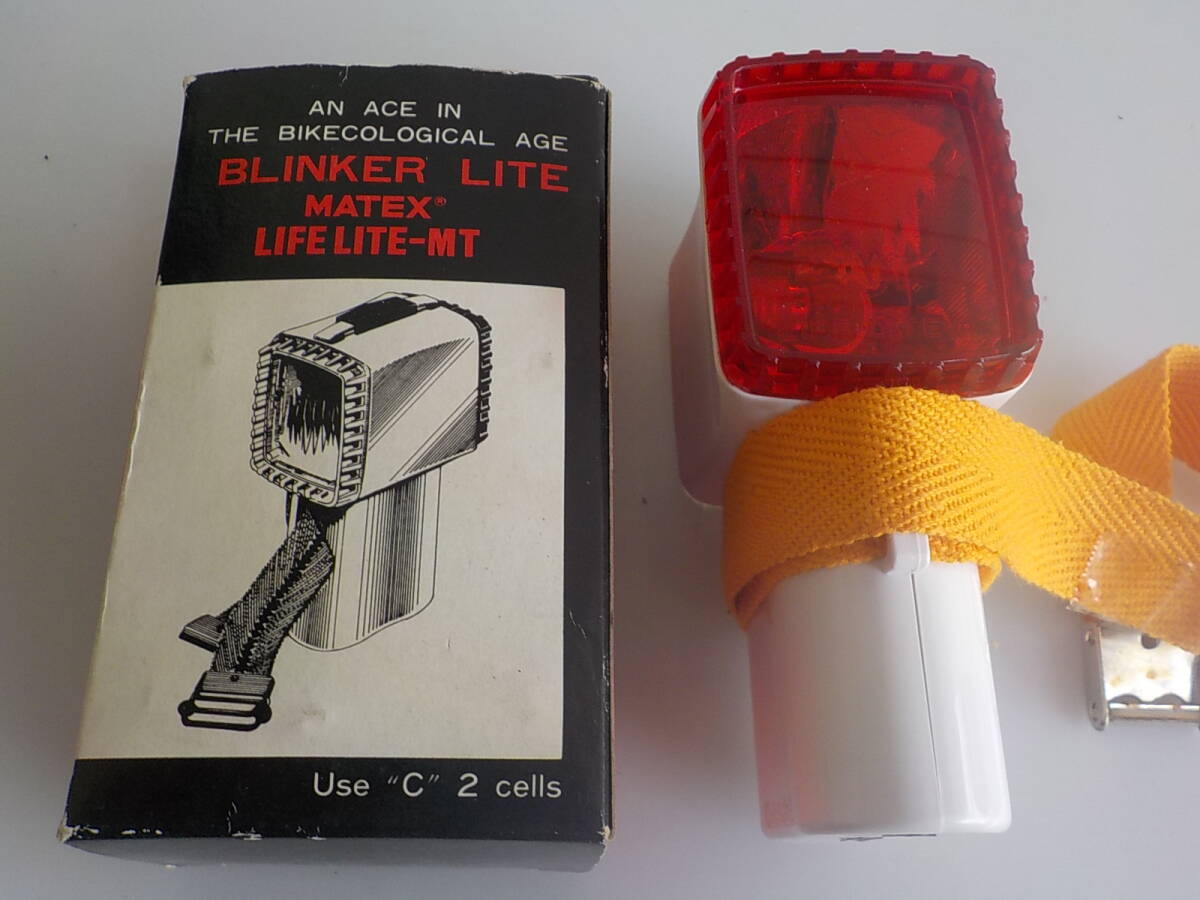 AN ACE IN
THE BIKECOLOGICAL AGE
BLINKER LITE
MATEX®
LIFE LITE-MT
Use "C" 2 cells